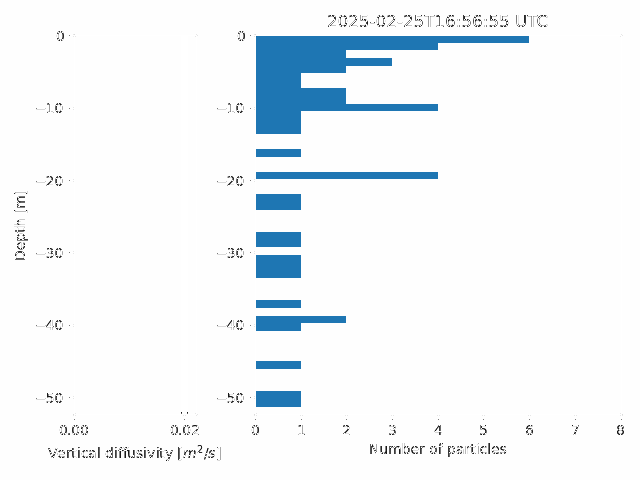 2025-02-25T16:56:55 UTC
0
−10
−20
−30
−40
−50
Depth [m]
0.00 0.02
Vertical diffusivity [m²/s]
0
−10
−20
−30
−40
−50
0 1 2 3 4 5 6 7 8
Number of particles